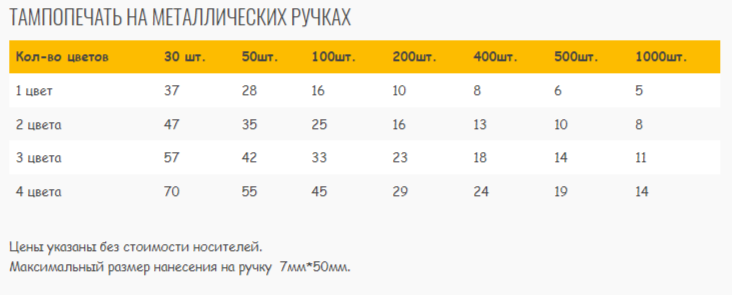 ТАМПОПЕЧАТЬ НА МЕТАЛЛИЧЕСКИХ РУЧКАХ
Кол-во цветов 30 шт. 50шт. 100шт. 200шт. 400шт. 500шт. 1000шт.
1 цвет 37 28 16 10 8 6 5
2 цвета 47 35 25 16 13 10 8
3 цвета 57 42 33 23 18 14 11
4 цвета 70 55 45 29 24 19 14
Цены указаны без стоимости носителей.
Максимальный размер нанесения на ручку 7мм*50мм.